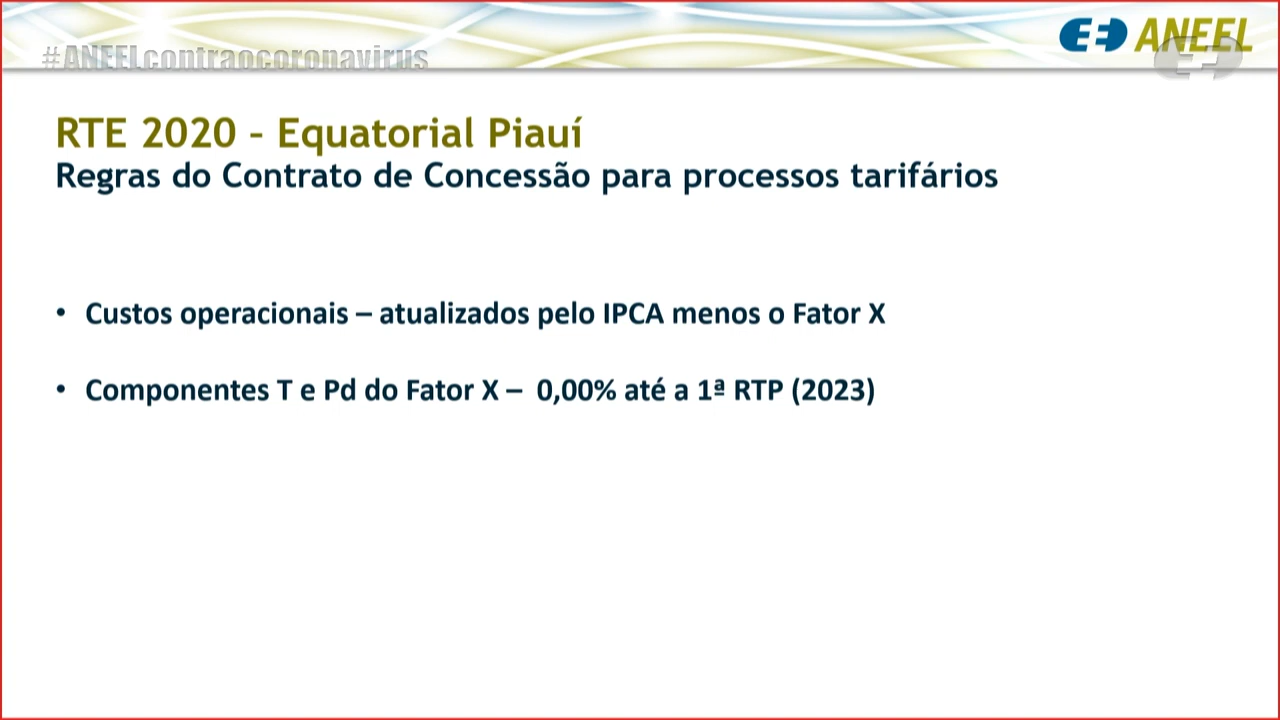 #ANEELcontraocoronavirus
ANEEL
RTE 2020 - Equatorial Piauí
Regras do Contrato de Concessão para processos tarifários
• Custos operacionais – atualizados pelo IPCA menos o Fator X
• Componentes T e Pd do Fator X – 0,00% até a 1ª RTP (2023)